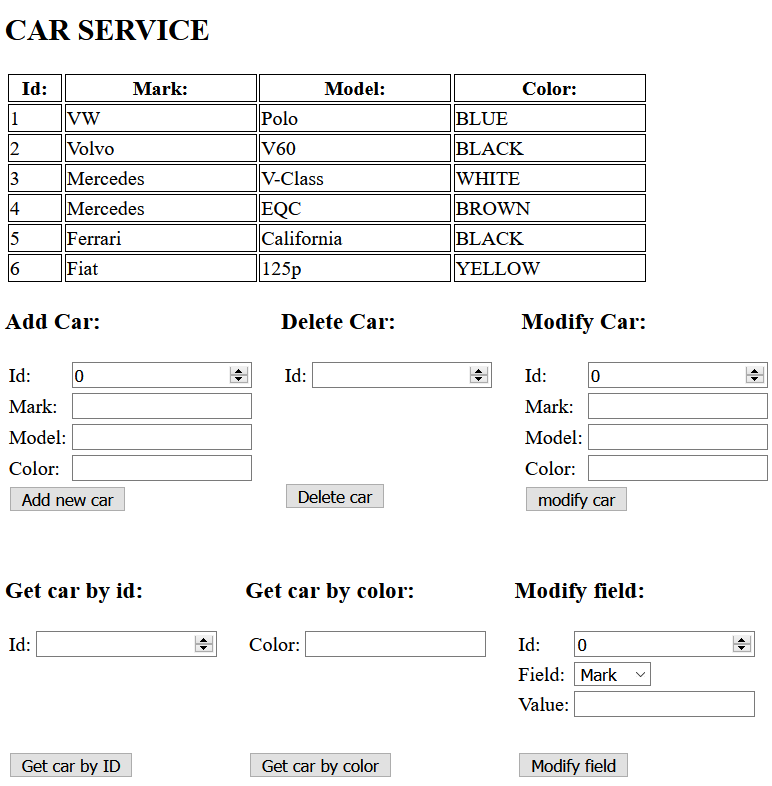 CAR SERVICE
Id: Mark: Model: Color:
1 VW Polo BLUE
2 Volvo V60 BLACK
3 Mercedes V-Class WHITE
4 Mercedes EQC BROWN
5 Ferrari California BLACK
6 Fiat 125p YELLOW
Add Car: Delete Car: Modify Car:
Id: 0 Id: Id: 0
Mark: Mark:
Model: Model:
Color: Color:
Add new car Delete car modify car
Get car by id: Get car by color: Modify field:
Id: Color: Id: 0
Field: Mark
Value:
Get car by ID Get car by color Modify field